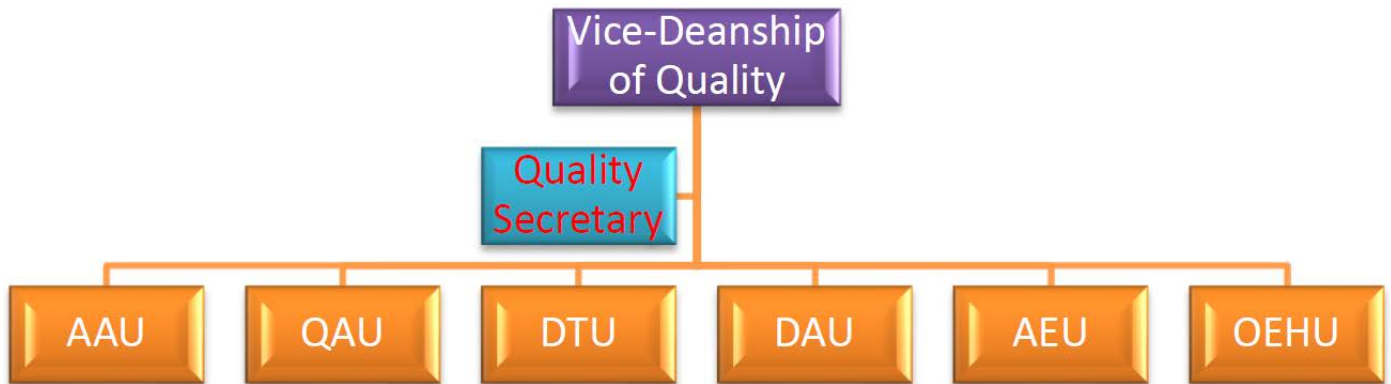 Vice-Deanship
of Quality
Quality
Secretary
AAU
QAU
DTU
DAU
AEU
OEHU